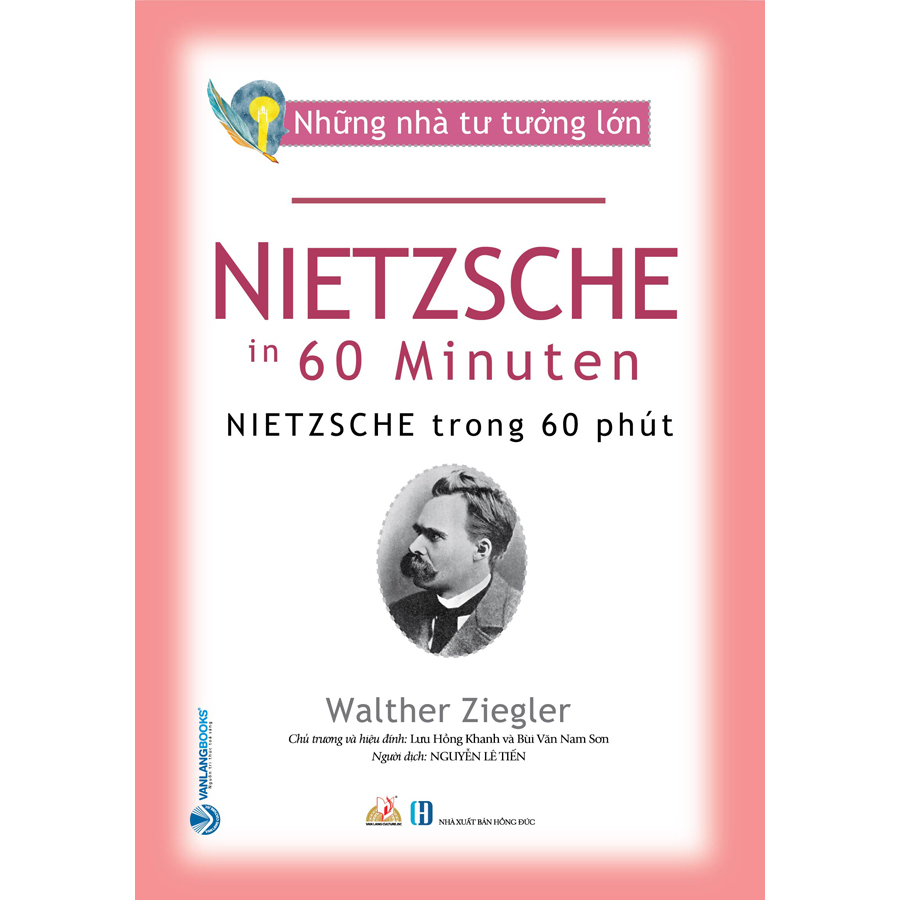 Những nhà tư tưởng lớn
NIETZSCHE
in 60 Minuten
NIETZSCHE trong 60 phút
Walther Ziegler
Chủ trương và hiệu đính: Lưu Hồng Khanh và Bùi Văn Nam Sơn
Người dịch: NGUYỄN LÊ TIẾN
VANLANGBOOKS
NHÀ XUẤT BẢN HỒNG ĐỨC